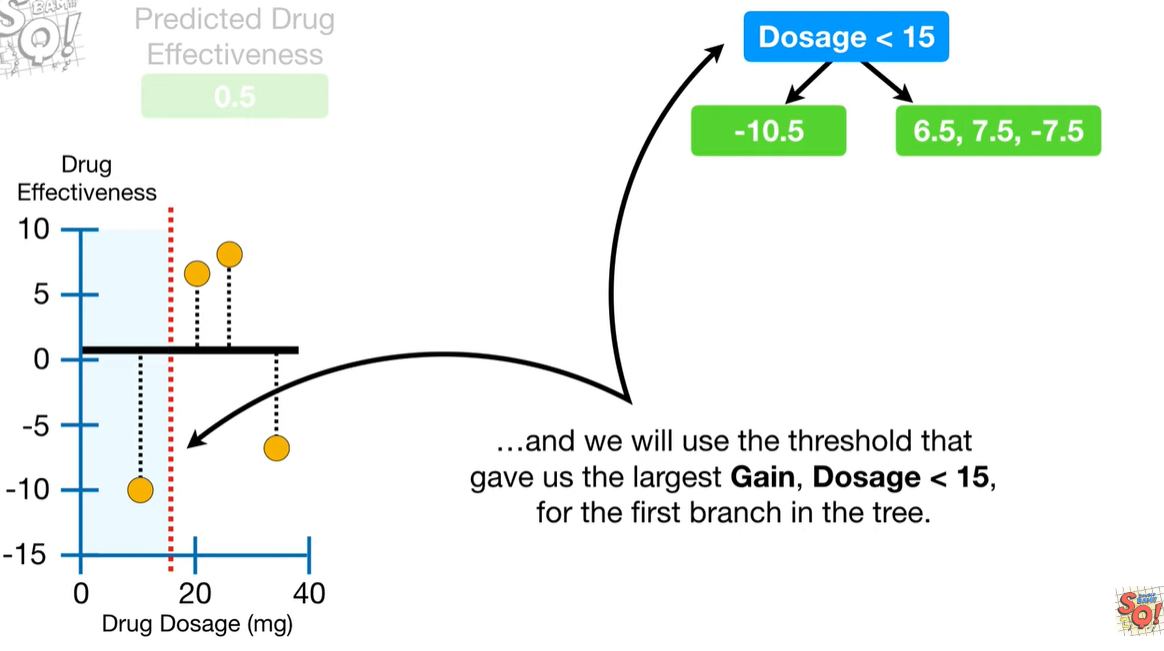 Predicted Drug
Effectiveness
0.5
Dosage < 15
-10.5
6.5, 7.5, -7.5
Drug
Effectiveness
10
5
0
-5
-10
-15
0 20 40
Drug Dosage (mg)
…and we will use the threshold that
gave us the largest Gain, Dosage < 15,
for the first branch in the tree.